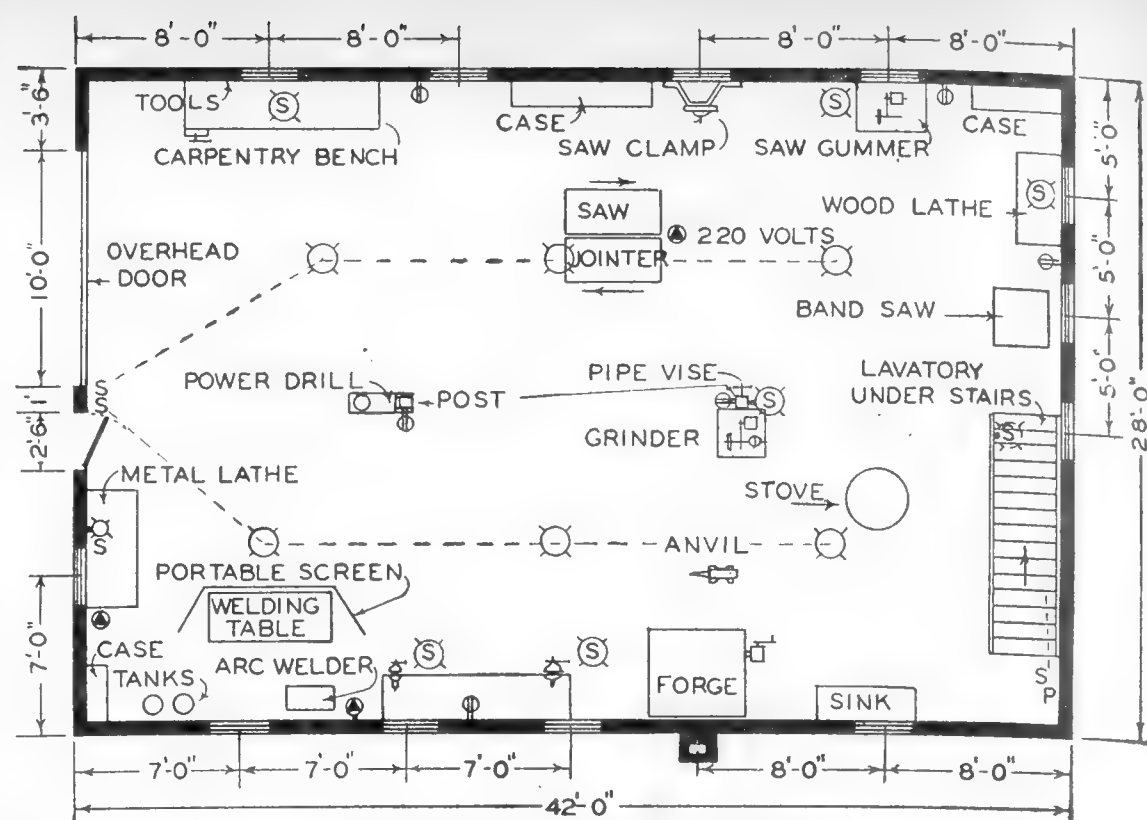 8'-0" 8'-0" 8'-0" 8'-0"
3'-6"
TOOLS
S
CARPENTRY BENCH
CASE
SAW CLAMP
S
SAW GUMMER
CASE
5'-0"
SAW
JOINTER
220 VOLTS
WOOD LATHE
S
OVERHEAD
DOOR
10'-0"
5'-0"
BAND SAW
5'-0"
28'-0"
S
S
1'
2'6"
POWER DRILL
POST
PIPE VISE
S
GRINDER
LAVATORY
UNDER STAIRS
S
METAL LATHE
S
STOVE
ANVIL
PORTABLE SCREEN
WELDING
TABLE
7'-0"
CASE
TANKS
ARC WELDER
S
S
FORGE
SINK
S
P
7'-0" 7'-0' 7'-0" 8'-0" 8'-0"
42'-0"